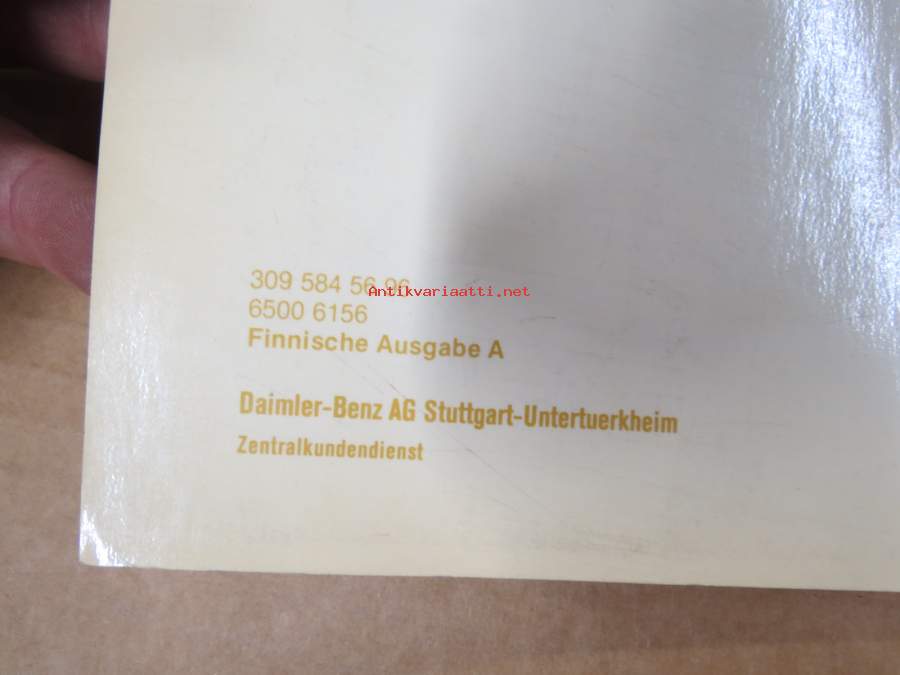 309 584 56 96
Antikvariaatti.net
6500 6156
Finnische Ausgabe A
Daimler-Benz AG Stuttgart-Untertuerkheim
Zentralkundendienst